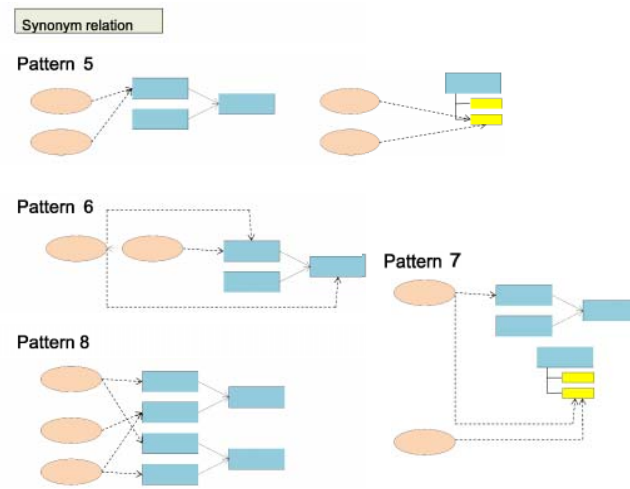 Synonym relation
Pattern 5
Pattern 6
Pattern 7
Pattern 8